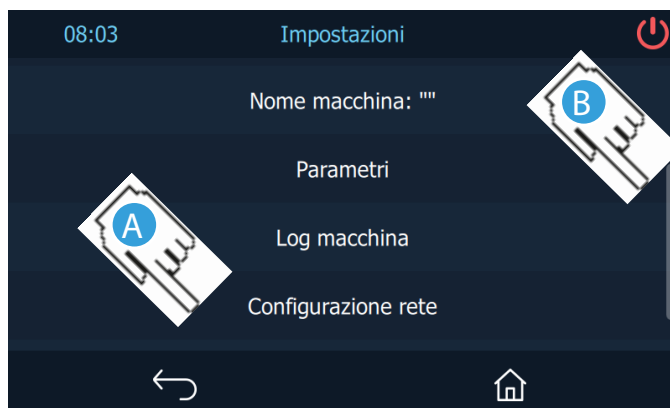 08:03 Impostazioni
Nome macchina: ""
B
Parametri
A
Log macchina
Configurazione rete